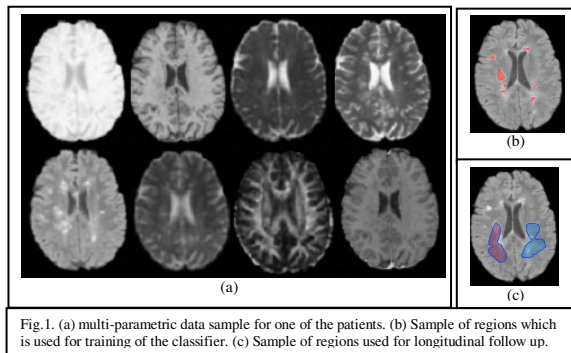 (a)
(b)
(c)
Fig.1. (a) multi-parametric data sample for one of the patients. (b) Sample of regions which
is used for training of the classifier. (c) Sample of regions used for longitudinal follow up.